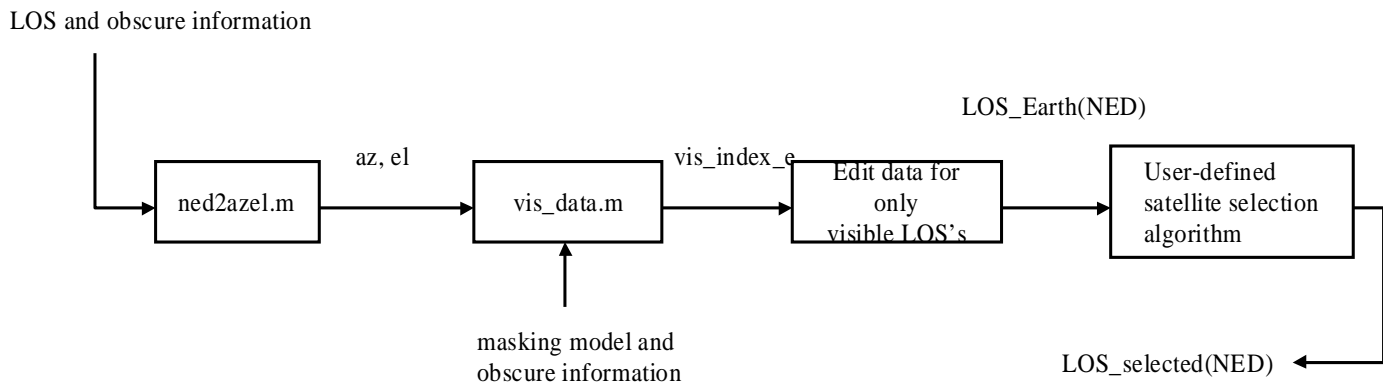 LOS and obscure information
LOS_Earth(NED)
az, el
vis_index_e
ned2azel.m
vis_data.m
Edit data for
only
visible LOS’s
User-defined
satellite selection
algorithm
masking model and
obscure information
LOS_selected(NED)